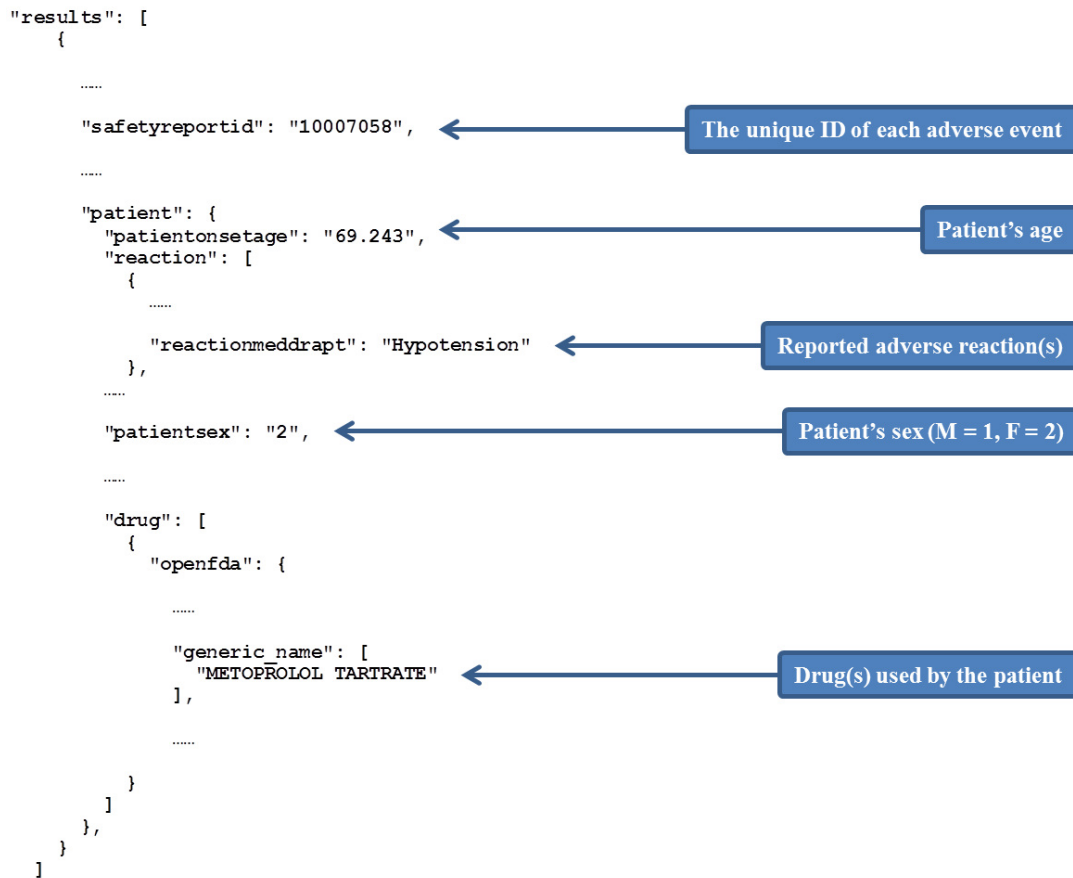 "results": [
{
......
"safetyreportid": "10007058",
The unique ID of each adverse event
......
"patient": {
"patientonsetage": "69.243",
Patient’s age
"reaction": [
{
......
"reactionmeddrapt": "Hypotension"
Reported adverse reaction(s)
},
......
"patientsex": "2",
Patient’s sex (M = 1, F = 2)
......
"drug": [
{
"openfda": {
......
"generic_name": [
"METOPROLOL TARTRATE"
Drug(s) used by the patient
],
......
}
]
},
}
]